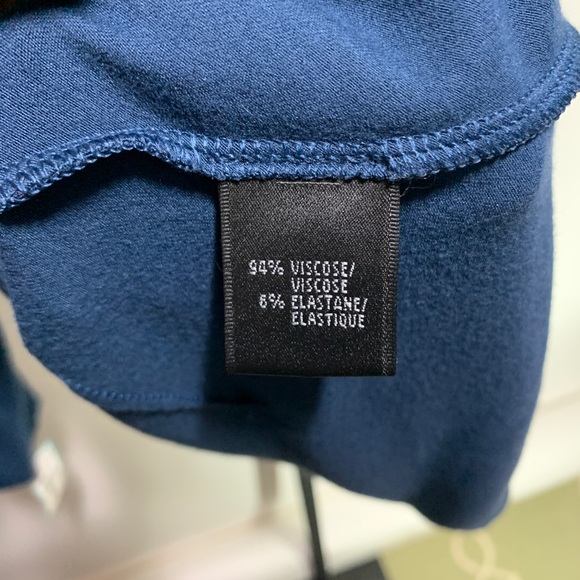 94% VISCOSE/
VISCOSE
6% ELASTANE/
ELASTIQUE